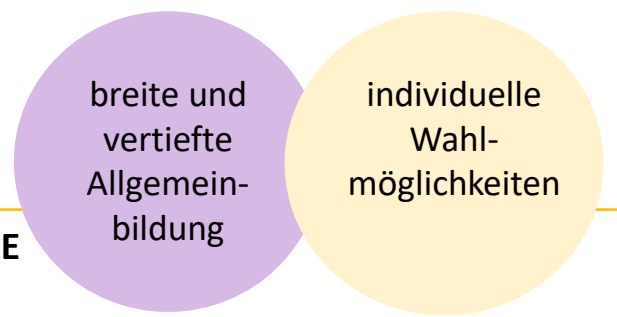 breite und
vertiefte
Allgemein-
bildung
individuelle
Wahl-
möglichkeiten
E